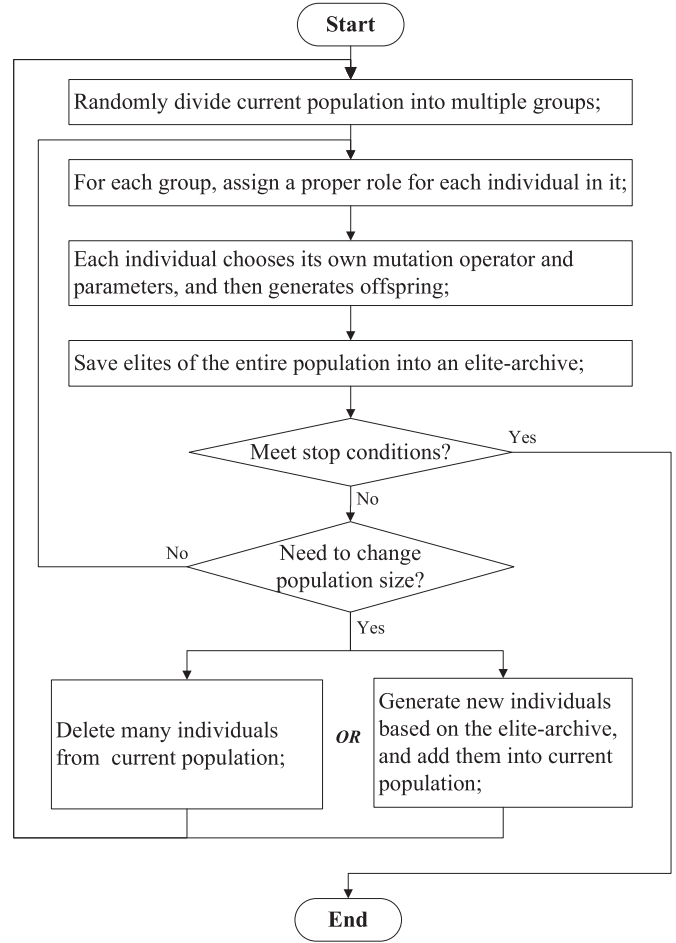 Start
Randomly divide current population into multiple groups;
For each group, assign a proper role for each individual in it;
Each individual chooses its own mutation operator and
parameters, and then generates offspring;
Save elites of the entire population into an elite-archive;
Meet stop conditions?
Yes
No
Need to change
population size?
No
Yes
Delete many individuals
from current population;
OR
Generate new individuals
based on the elite-archive,
and add them into current
population;
End